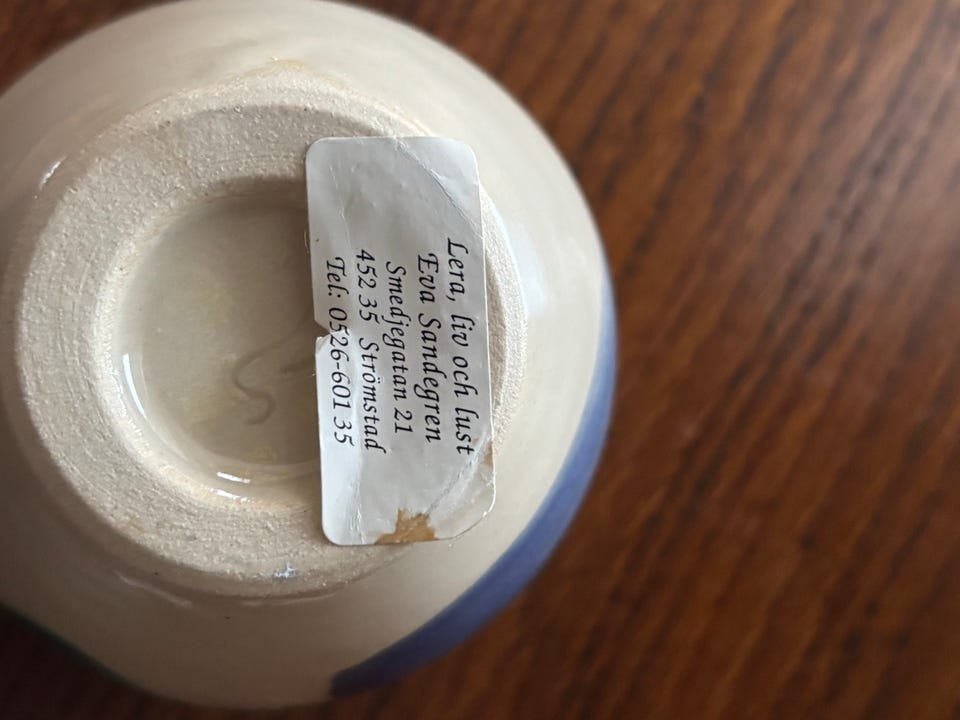 Lera, liv och lust
Eva Sandegren
Smedjegatan 21
452 35 Strömstad
Tel: 0526-601 35